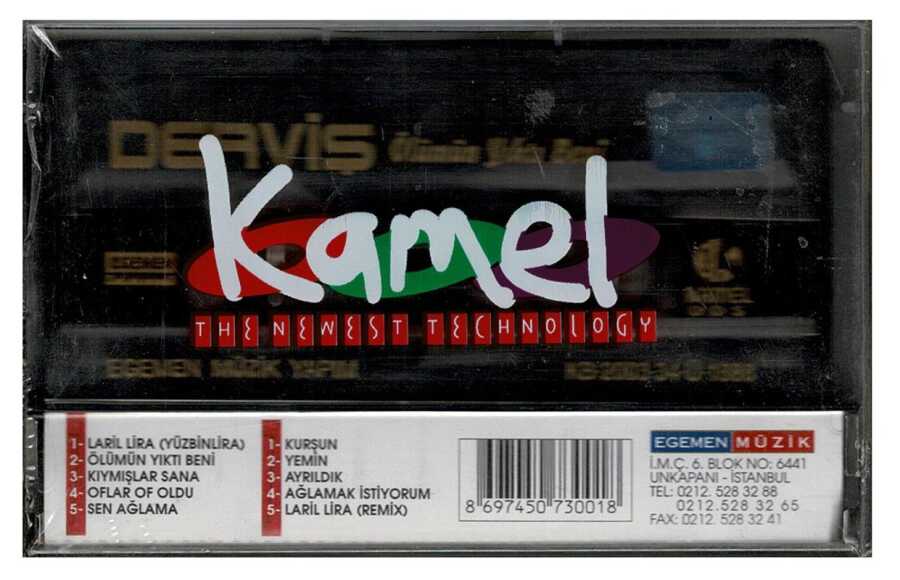 DERVİŞ Ölümün Yıktı Beni
Kamel
THE NEWEST TECHNOLOGY
EGEMEN
KAMEL
EGEMEN MÜZİK YAPIM
1- LARİL LİRA (YÜZBİNLİRA)
2- ÖLÜMÜN YIKTI BENİ
3- KIYMIŞLAR SANA
4- OFLAR OF OLDU
5- SEN AĞLAMA
1- KURŞUN
2- YEMİN
3- AYRILDIK
4- AĞLAMAK İSTİYORUM
5- LARİL LİRA (REMİX)
8 697450 730018
EGEMEN MÜZİK
İ.M.Ç. 6. BLOK NO: 6441
UNKAPANI - İSTANBUL
TEL: 0212. 528 32 88
0212. 528 32 65
FAX: 0212. 528 32 41